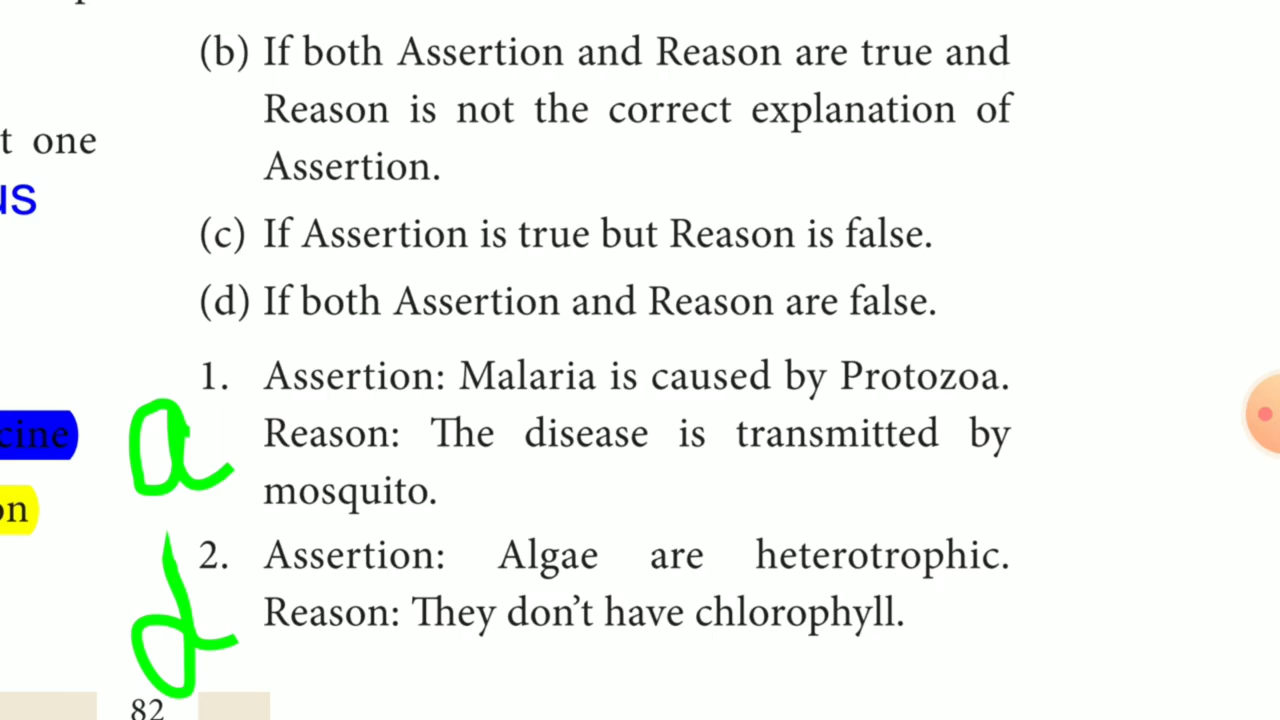 t one
us
cine
on
(b) If both Assertion and Reason are true and
Reason is not the correct explanation of
Assertion.
(c) If Assertion is true but Reason is false.
(d) If both Assertion and Reason are false.
1. Assertion: Malaria is caused by Protozoa.
a
Reason: The disease is transmitted by
mosquito.
2. Assertion: Algae are heterotrophic.
d
Reason: They don't have chlorophyll.
82